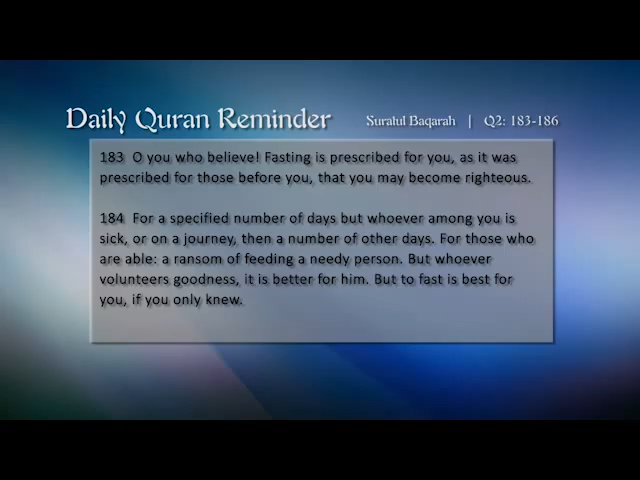 Daily Quran Reminder Suratul Baqarah | Q2: 183-186
183 O you who believe! Fasting is prescribed for you, as it was
prescribed for those before you, that you may become righteous.
184 For a specified number of days but whoever among you is
sick, or on a journey, then a number of other days. For those who
are able: a ransom of feeding a needy person. But whoever
volunteers goodness, it is better for him. But to fast is best for
you, if you only knew.